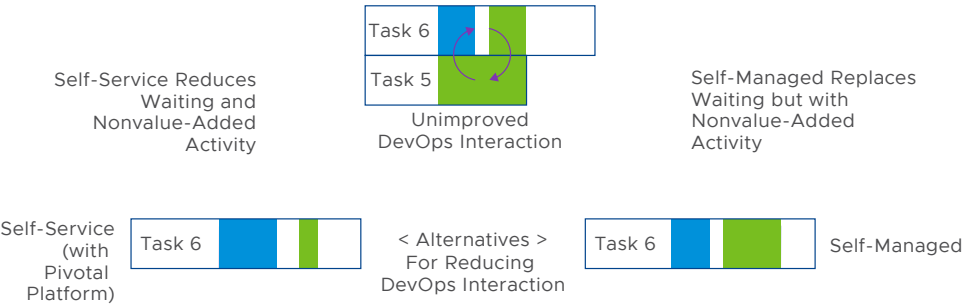 Task 6
Task 5
Self-Service Reduces
Waiting and
Nonvalue-Added
Activity
Unimproved
DevOps Interaction
Self-Managed Replaces
Waiting but with
Nonvalue-Added
Activity
Self-Service
(with
Pivotal
Platform)
Task 6
< Alternatives >
For Reducing
DevOps Interaction
Task 6
Self-Managed